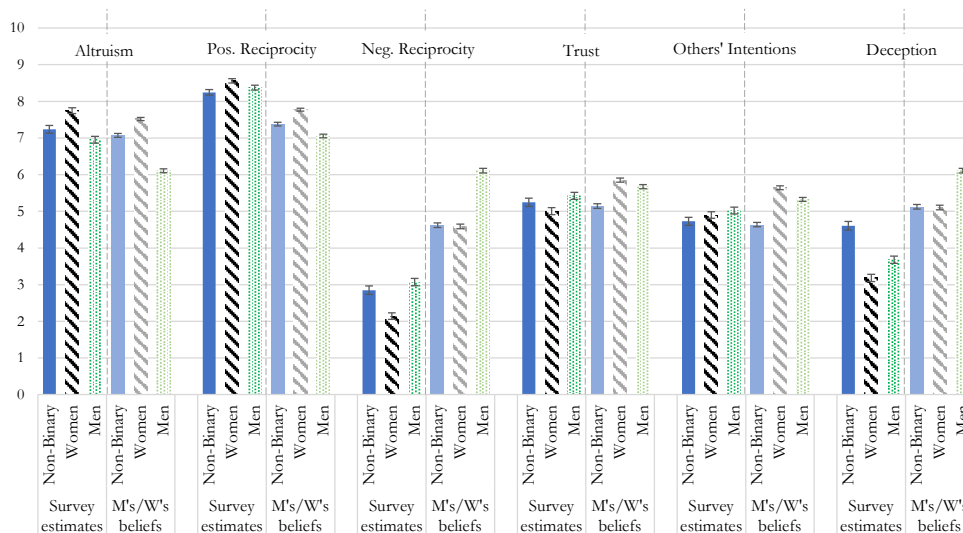 10
9
8
7
6
5
4
3
2
1
0
Altruism
Pos. Reciprocity
Neg. Reciprocity
Trust
Others' Intentions
Deception
Non-Binary
Women
Men
Non-Binary
Women
Men
Non-Binary
Women
Men
Non-Binary
Women
Men
Non-Binary
Women
Men
Non-Binary
Women
Men
Non-Binary
Women
Men
Non-Binary
Women
Men
Non-Binary
Women
Men
Non-Binary
Women
Men
Non-Binary
Women
Men
Non-Binary
Women
Men
Survey
estimates
M's/W's
beliefs
Survey
estimates
M's/W's
beliefs
Survey
estimates
M's/W's
beliefs
Survey
estimates
M's/W's
beliefs
Survey
estimates
M's/W's
beliefs
Survey
estimates
M's/W's
beliefs